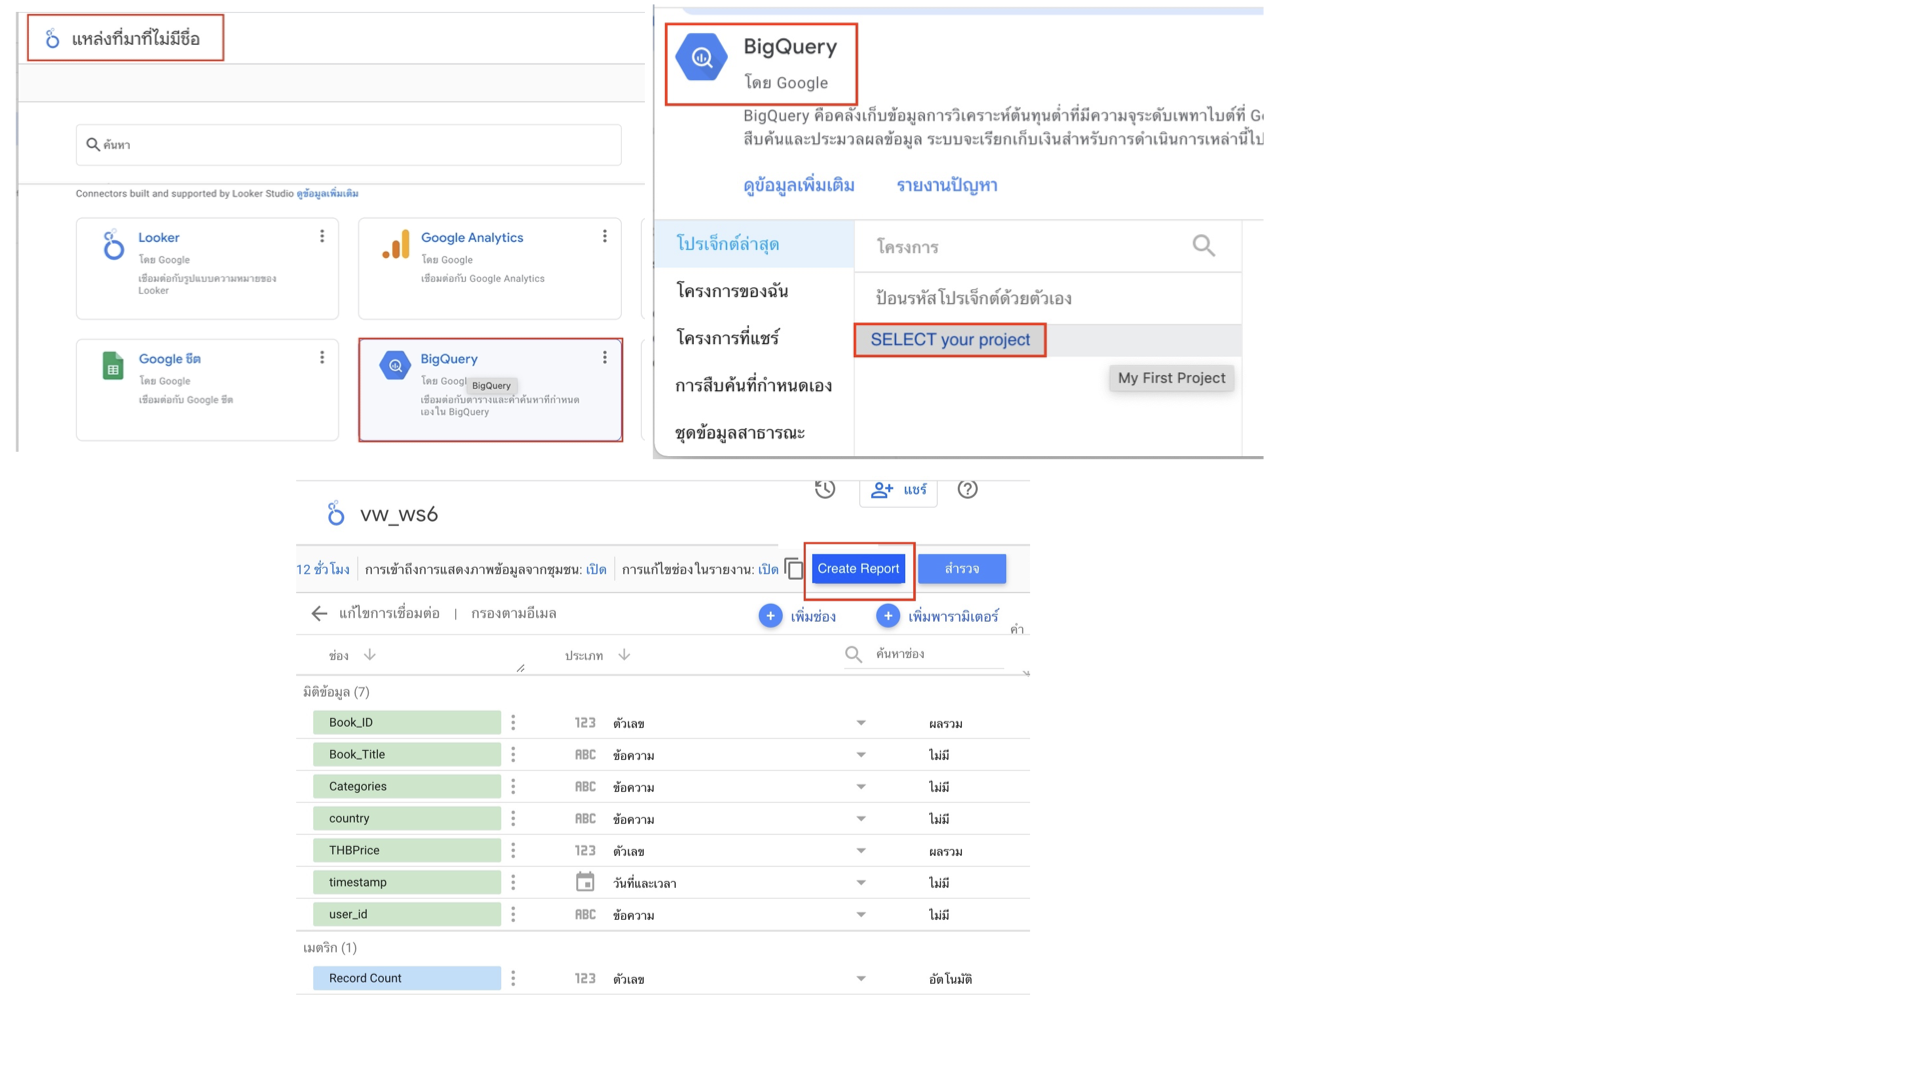 แหล่งที่มาที่ไม่มีชื่อ
ค้นหา
Connectors built and supported by Looker Studio ดูข้อมูลเพิ่มเติม
Looker
โดย Google
เชื่อมต่อกับรูปแบบความหมายของ
Looker
Google Analytics
โดย Google
เชื่อมต่อกับ Google Analytics
Google ชีต
โดย Google
เชื่อมต่อกับ Google ชีต
BigQuery
โดย Googl
BigQuery
เชื่อมต่อกับตารางและคำค้นหาที่กำหนด
เองใน BigQuery
BigQuery
โดย Google
BigQuery คือคลังเก็บข้อมูลการวิเคราะห์ต้นทุนต่ำที่มีความจุระดับเพทาไบต์ที่ G
สืบค้นและประมวลผลข้อมูล ระบบจะเรียกเก็บเงินสำหรับการดำเนินการเหล่านี้ไป
ดูข้อมูลเพิ่มเติม รายงานปัญหา
โปรเจ็กต์ล่าสุด
โครงการของฉัน
โครงการที่แชร์
การสืบค้นที่กำหนดเอง
ชุดข้อมูลสาธารณะ
โครงการ
ป้อนรหัสโปรเจ็กต์ด้วยตัวเอง
SELECT your project
My First Project
vw_ws6
แชร์
12 ชั่วโมง การเข้าถึงการแสดงภาพข้อมูลจากชุมชน: เปิด การแก้ไขช่องในรายงาน: เปิด Create Report สำรวจ
แก้ไขการเชื่อมต่อ | กรองตามอีเมล เพิ่มช่อง เพิ่มพารามิเตอร์
คำ
ช่อง ประเภท ค้นหาช่อง
มิติข้อมูล (7)
Book_ID 123 ตัวเลข ผลรวม
Book_Title ABC ข้อความ ไม่มี
Categories ABC ข้อความ ไม่มี
country ABC ข้อความ ไม่มี
THBPrice 123 ตัวเลข ผลรวม
timestamp วันที่และเวลา ไม่มี
user_id ABC ข้อความ ไม่มี
เมตริก (1)
Record Count 123 ตัวเลข อัตโนมัติ